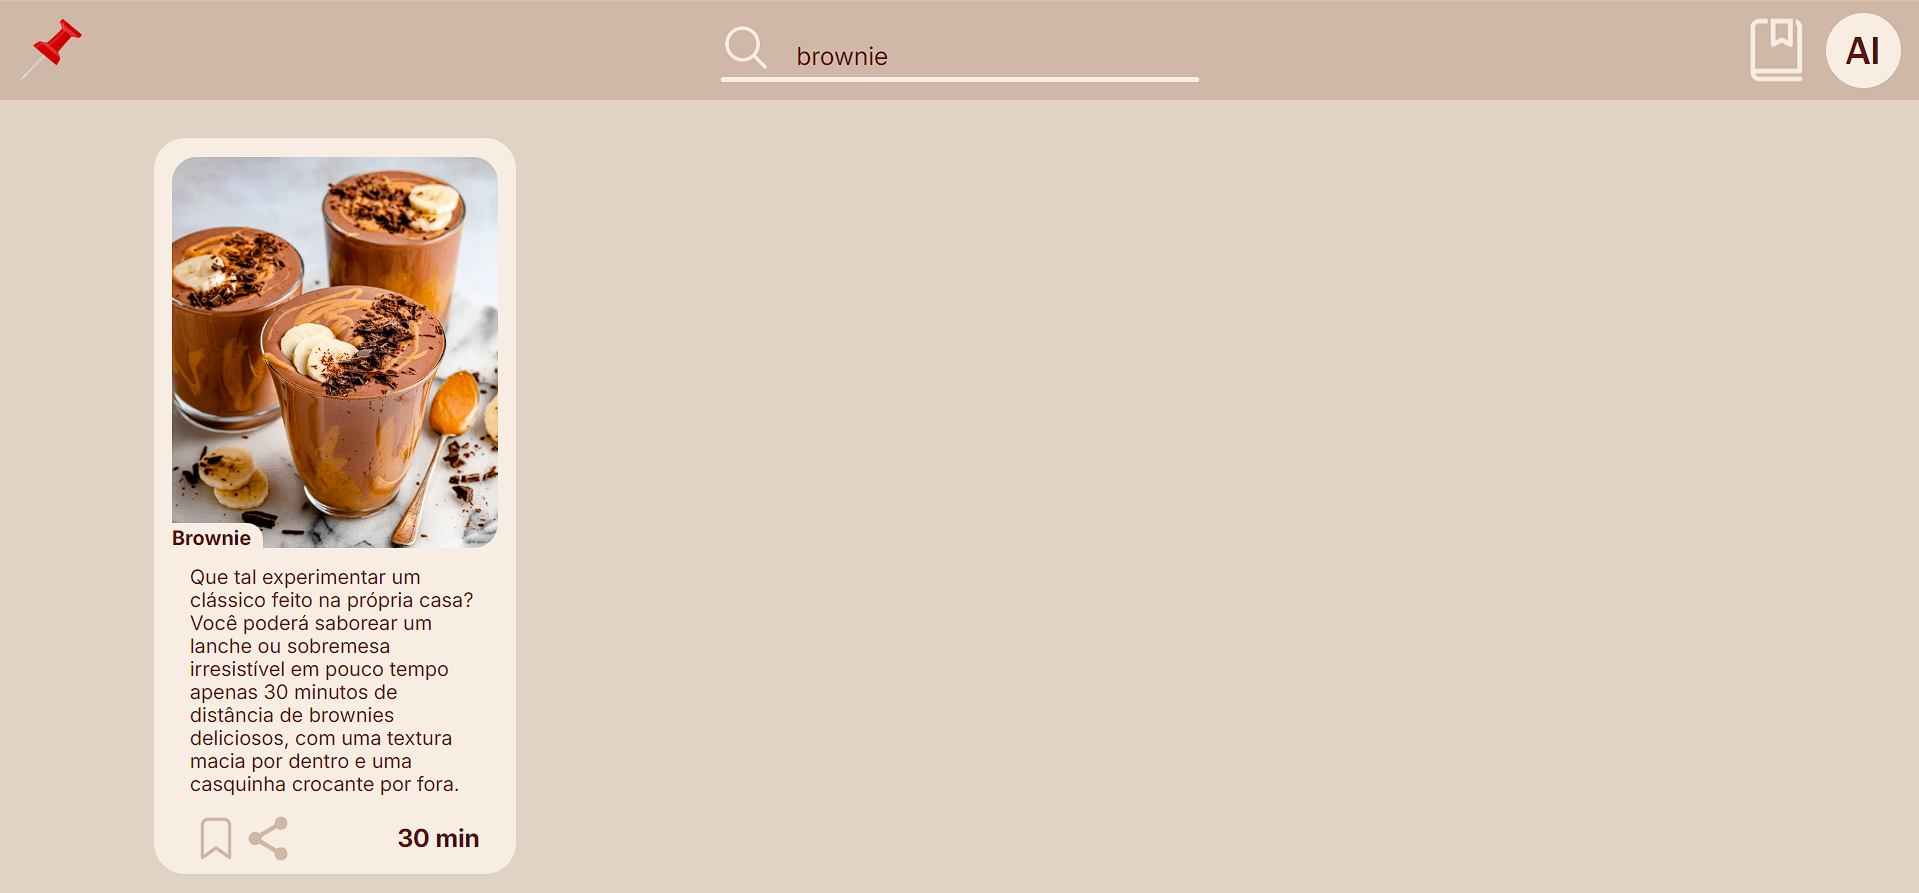 brownie
AI
Brownie
Que tal experimentar um
clássico feito na própria casa?
Você poderá saborear um
lanche ou sobremesa
irresistível em pouco tempo
apenas 30 minutos de
distância de brownies
deliciosos, com uma textura
macia por dentro e uma
casquinha crocante por fora.
30 min